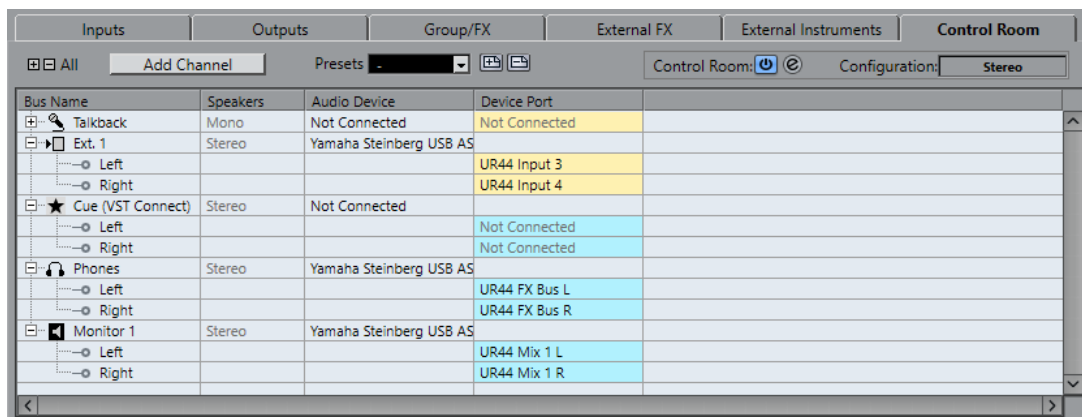 Inputs Outputs Group/FX External FX External Instruments Control Room
All Add Channel Presets - Control Room: e Configuration: Stereo
Bus Name Speakers Audio Device Device Port
Talkback Mono Not Connected Not Connected
Ext. 1 Stereo Yamaha Steinberg USB AS
Left UR44 Input 3
Right UR44 Input 4
Cue (VST Connect) Stereo Not Connected
Left Not Connected
Right Not Connected
Phones Stereo Yamaha Steinberg USB AS
Left UR44 FX Bus L
Right UR44 FX Bus R
Monitor 1 Stereo Yamaha Steinberg USB AS
Left UR44 Mix 1 L
Right UR44 Mix 1 R